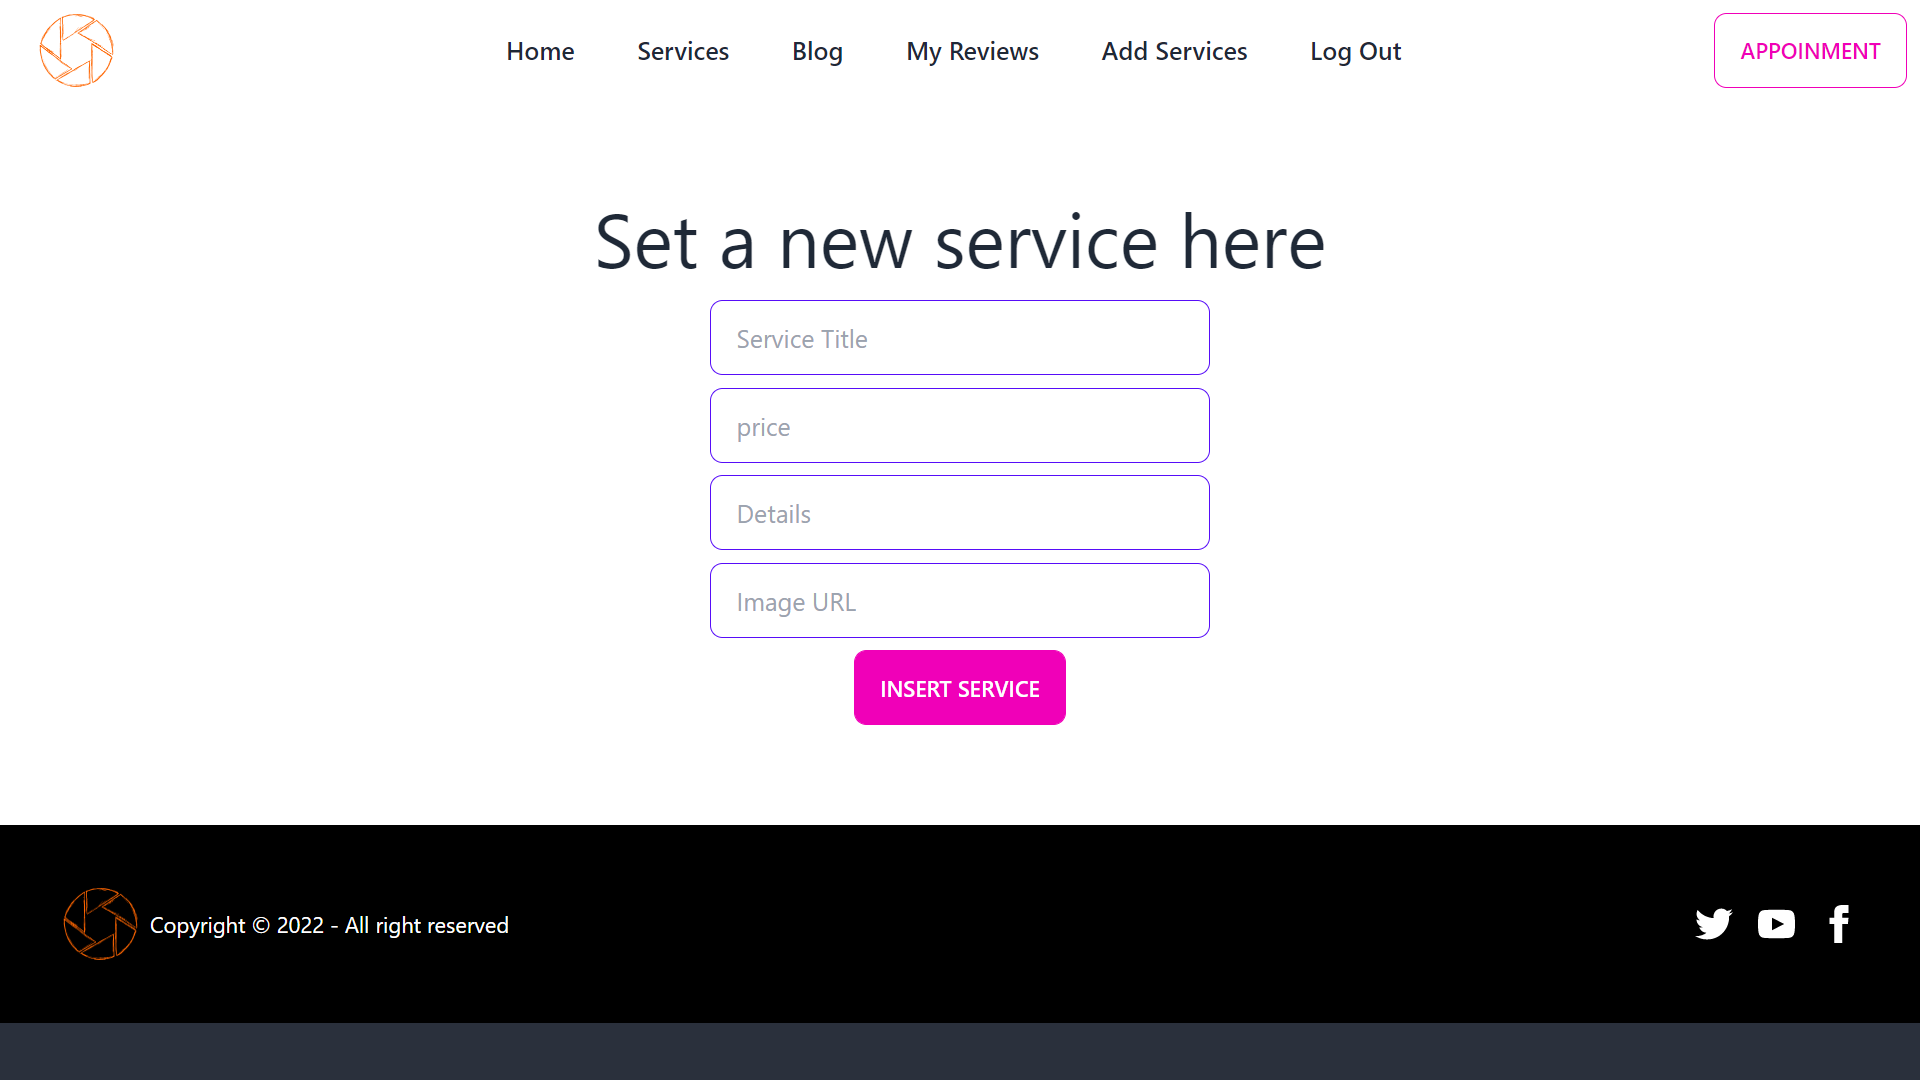 Home
Services
Blog
My Reviews
Add Services
Log Out
APPOINMENT
Set a new service here
Service Title
price
Details
Image URL
INSERT SERVICE
Copyright © 2022 - All right reserved